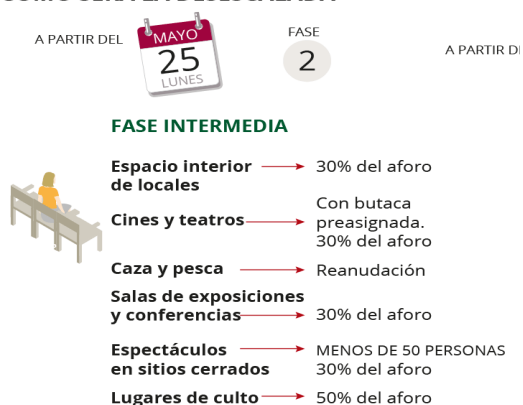 A PARTIR DEL
MAYO
25
LUNES
FASE
2
A PARTIR
FASE INTERMEDIA
Espacio interior
de locales
30% del aforo
Cines y teatros
Con butaca
preasignada.
30% del aforo
Caza y pesca
Reanudación
Salas de exposiciones
y conferencias
30% del aforo
Espectáculos
en sitios cerrados
MENOS DE 50 PERSONAS
30% del aforo
Lugares de culto
50% del aforo